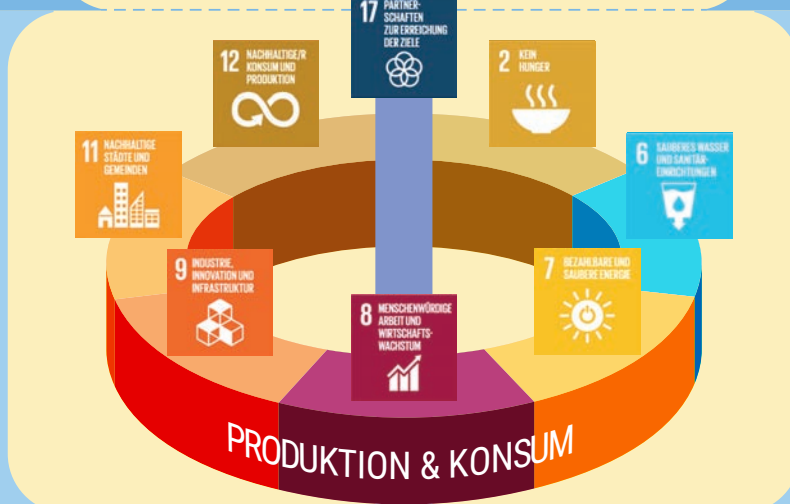 17 PARTNER-
SCHAFTEN
ZUR ERREICHUNG
DER ZIELE
12 NACHHALTIGE/R
KONSUM UND
PRODUKTION
2 KEIN
HUNGER
11 NACHHALTIGE
STÄDTE UND
GEMEINDEN
6 SAUBERES WASSER
UND SANITÄR-
EINRICHTUNGEN
9 INDUSTRIE,
INNOVATION UND
INFRASTRUKTUR
7 BEZAHLBARE UND
SAUBERE ENERGIE
8 MENSCHENWÜRDIGE
ARBEIT UND
WIRTSCHAFTS-
WACHSTUM
PRODUKTION & KONSUM